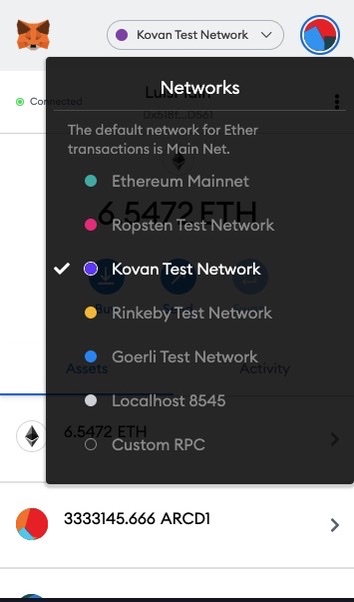 Kovan Test Network
Networks
Connected
The default network for Ether
transactions is Main Net.
Ethereum Mainnet
6.5472 ETH
Ropsten Test Network
Kovan Test Network
Rinkeby Test Network
Goerli Test Network
Assets
Activity
Localhost 8545
6.5472 ETH
Custom RPC
3333145.666 ARCD1